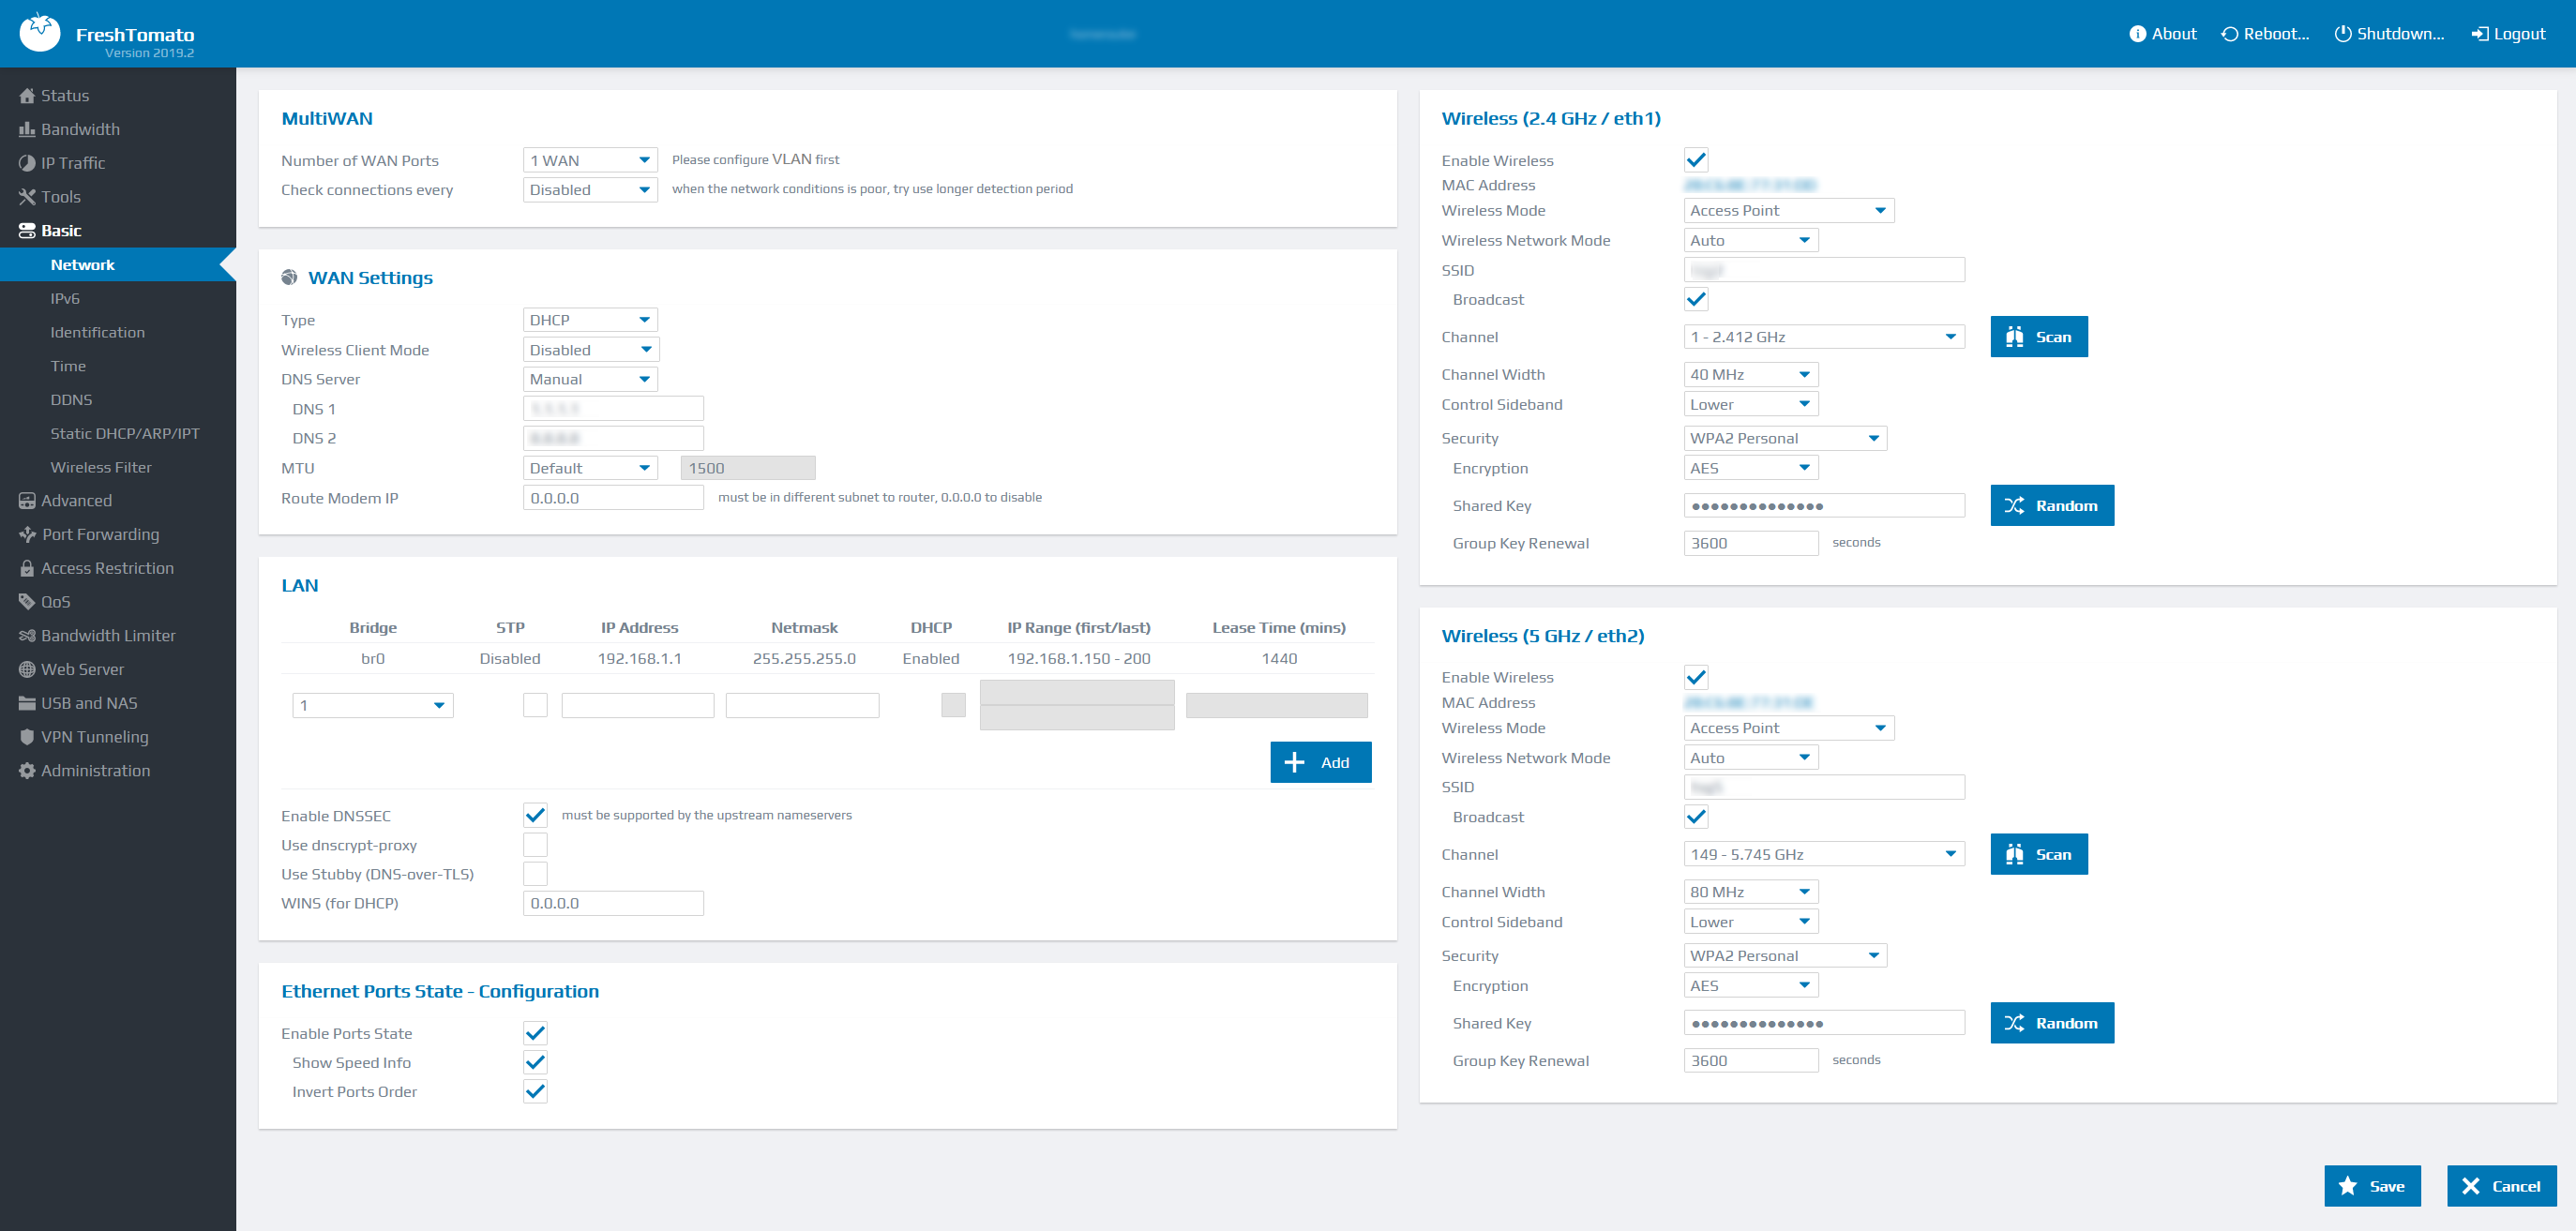 FreshTomato
Version 2019.2
About
Reboot...
Shutdown...
Logout
Status
Bandwidth
IP Traffic
Tools
Basic
Network
IPv6
Identification
Time
DDNS
Static DHCP/ARP/IPT
Wireless Filter
Advanced
Port Forwarding
Access Restriction
QoS
Bandwidth Limiter
Web Server
USB and NAS
VPN Tunneling
Administration
MultiWAN
Number of WAN Ports 1 WAN Please configure VLAN first
Check connections every Disabled when the network conditions is poor, try use longer detection period
WAN Settings
Type DHCP
Wireless Client Mode Disabled
DNS Server Manual
DNS 1
DNS 2
MTU Default 1500
Route Modem IP 0.0.0.0 must be in different subnet to router, 0.0.0.0 to disable
LAN
Bridge STP IP Address Netmask DHCP IP Range (first/last) Lease Time (mins)
br0 Disabled 192.168.1.1 255.255.255.0 Enabled 192.168.1.150 - 200 1440
1
Add
Enable DNSSEC must be supported by the upstream nameservers
Use dnscrypt-proxy
Use Stubby (DNS-over-TLS)
WINS (for DHCP) 0.0.0.0
Ethernet Ports State - Configuration
Enable Ports State
Show Speed Info
Invert Ports Order
Wireless (2.4 GHz / eth1)
Enable Wireless
MAC Address
Wireless Mode Access Point
Wireless Network Mode Auto
SSID
Broadcast
Channel 1 - 2.412 GHz Scan
Channel Width 40 MHz
Control Sideband Lower
Security WPA2 Personal
Encryption AES
Shared Key ●●●●●●●●●●●●●● Random
Group Key Renewal 3600 seconds
Wireless (5 GHz / eth2)
Enable Wireless
MAC Address
Wireless Mode Access Point
Wireless Network Mode Auto
SSID
Broadcast
Channel 149 - 5.745 GHz Scan
Channel Width 80 MHz
Control Sideband Lower
Security WPA2 Personal
Encryption AES
Shared Key ●●●●●●●●●●●●●● Random
Group Key Renewal 3600 seconds
Save
Cancel